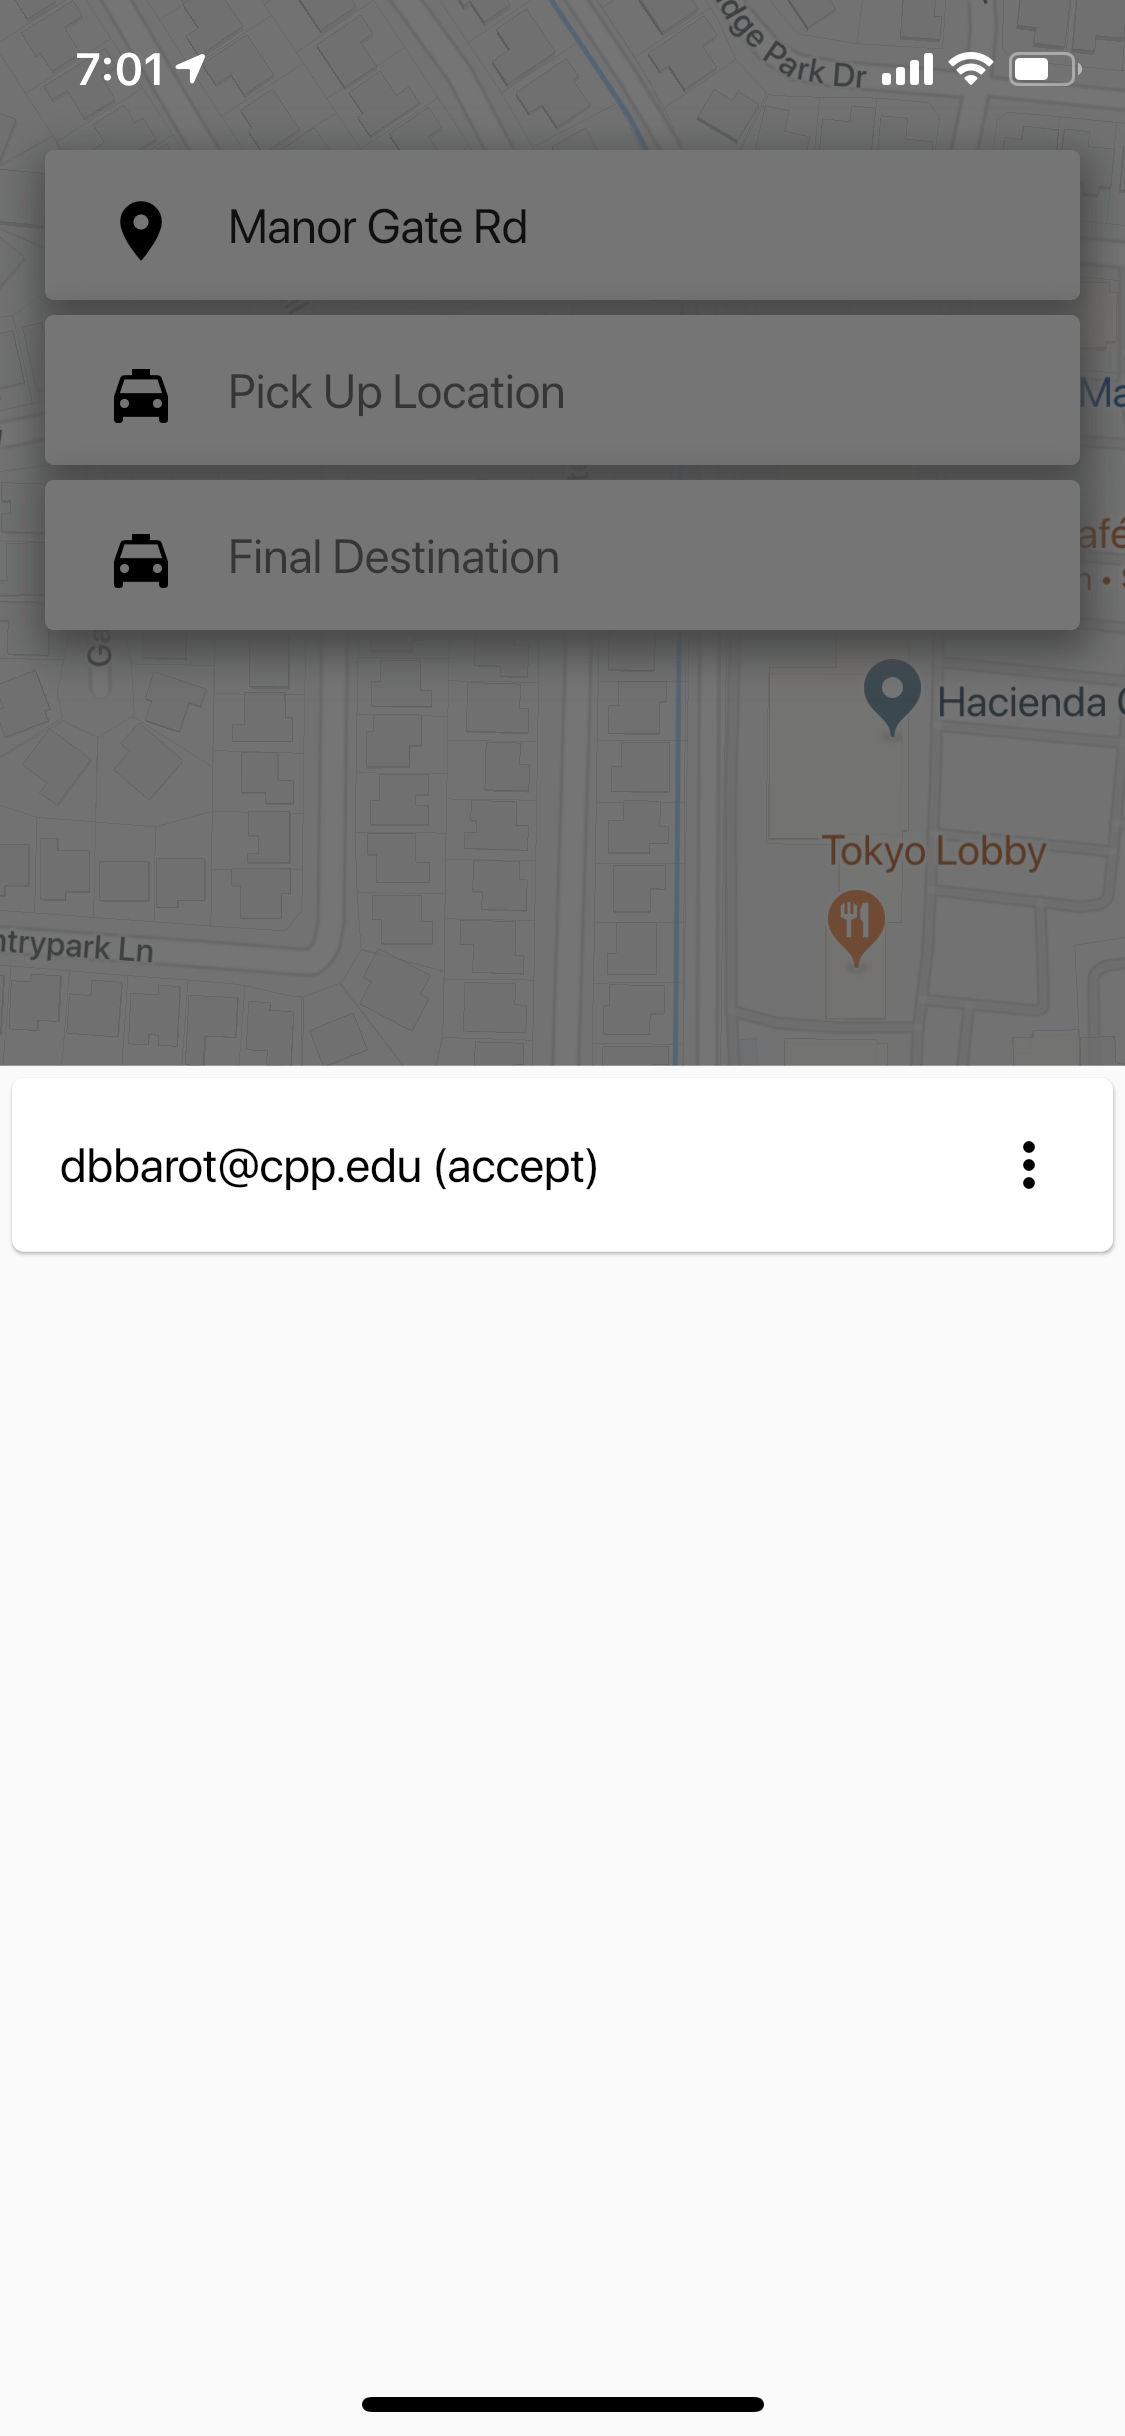 dge Park Dr
7:01
Manor Gate Rd
Pick Up Location
Ma
Final Destination
afé
Ga
Hacienda
Tokyo Lobby
ntrypark Ln
dbbarot@cpp.edu (accept)